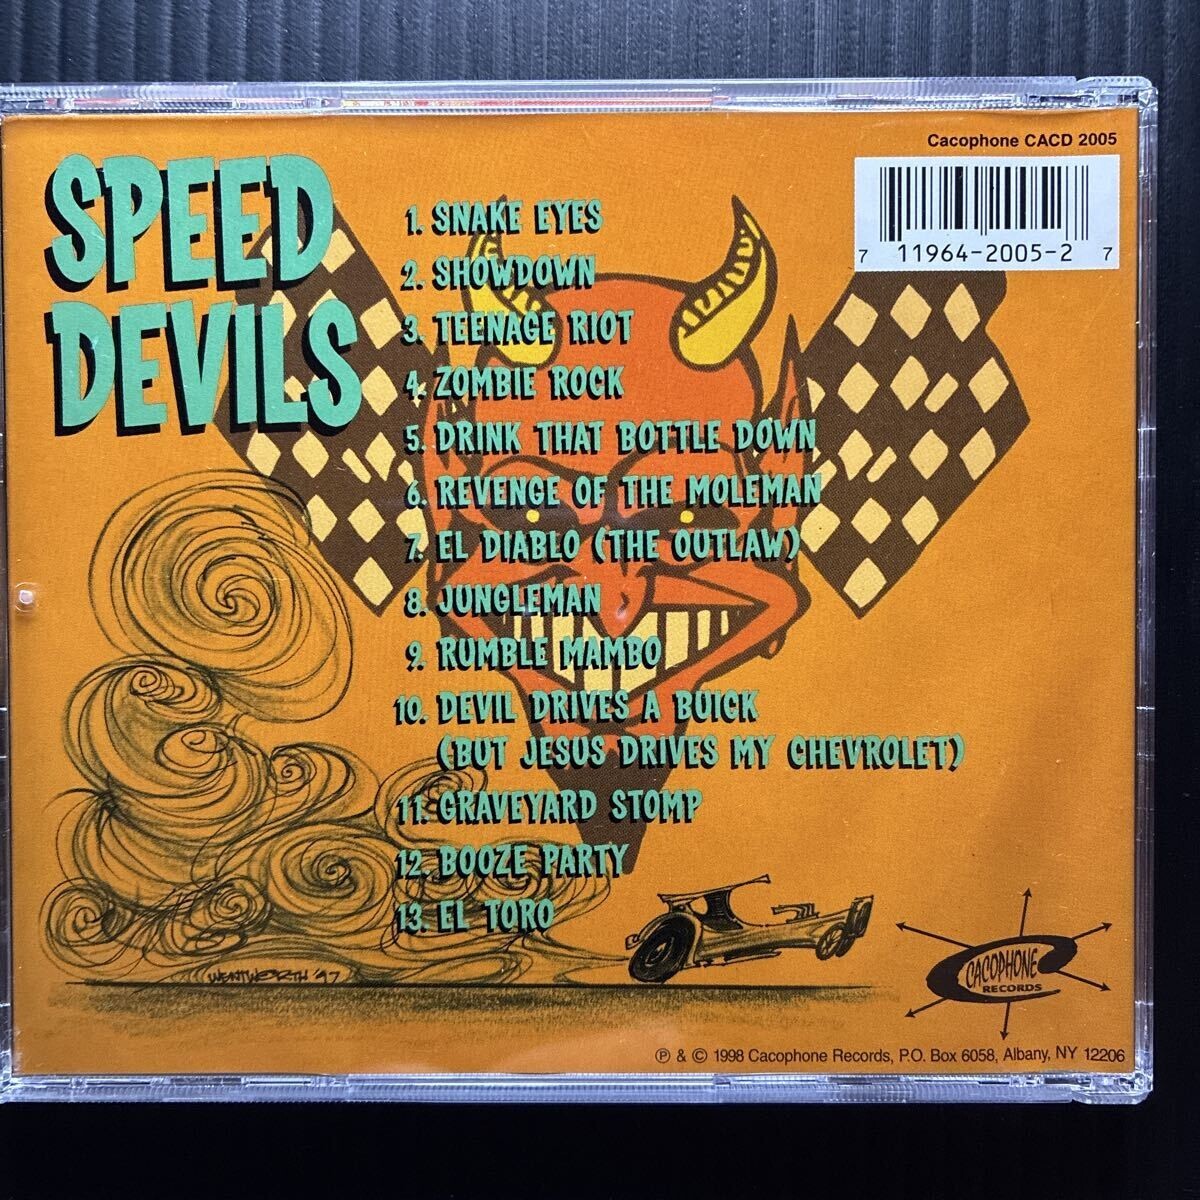 Cacophone CACD 2005
7 11964-2005-2 7
SPEED
DEVILS
1. SNAKE EYES
2. SHOWDOWN
3. TEENAGE RIOT
4. ZOMBIE ROCK
5. DRINK THAT BOTTLE DOWN
6. REVENGE OF THE MOLEMAN
7. EL DIABLO (THE OUTLAW)
8. JUNGLEMAN
9. RUMBLE MAMBO
10. DEVIL DRIVES A BUICK
(BUT JESUS DRIVES MY CHEVROLET)
11. GRAVEYARD STOMP
12. BOOZE PARTY
13. EL TORO
WENTWORTH '97
CACOPHONE
RECORDS
℗ & © 1998 Cacophone Records, P.O. Box 6058, Albany, NY 12206